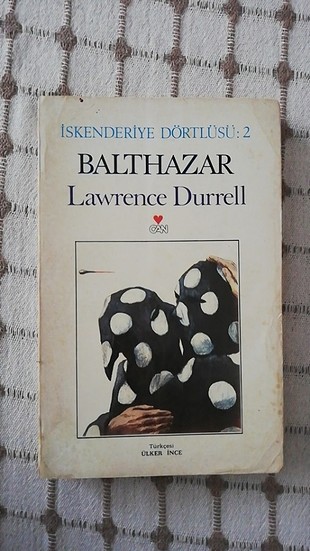 İSKENDERİYE DÖRTLÜSÜ: 2
BALTHAZAR
Lawrence Durrell
CAN
Türkçesi
ÜLKER İNCE